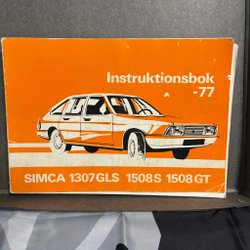 Instruktionsbok
-77
SIMCA 1307GLS 1508S 1508GT